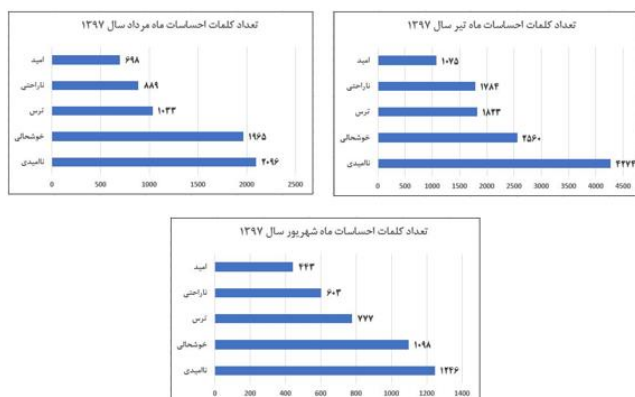 تعداد کلمات احساسات ماه تیر سال ۱۳۹۷
امید ۱۰۷۵
ناراحتی ۱۷۸۴
ترس ۱۸۲۳
خوشحالی ۲۵۶۰
ناامیدی ۴۲۷۴
0 500 1000 1500 2000 2500 3000 3500 4000 4500
تعداد کلمات احساسات ماه مرداد سال ۱۳۹۷
امید ۶۹۸
ناراحتی ۸۸۹
ترس ۱۰۳۳
خوشحالی ۱۹۶۵
ناامیدی ۲۰۹۶
0 500 1000 1500 2000 2500
تعداد کلمات احساسات ماه شهریور سال ۱۳۹۷
امید ۴۴۳
ناراحتی ۶۰۳
ترس ۷۷۷
خوشحالی ۱۰۹۸
ناامیدی ۱۲۴۶
0 200 400 600 800 1000 1200 1400